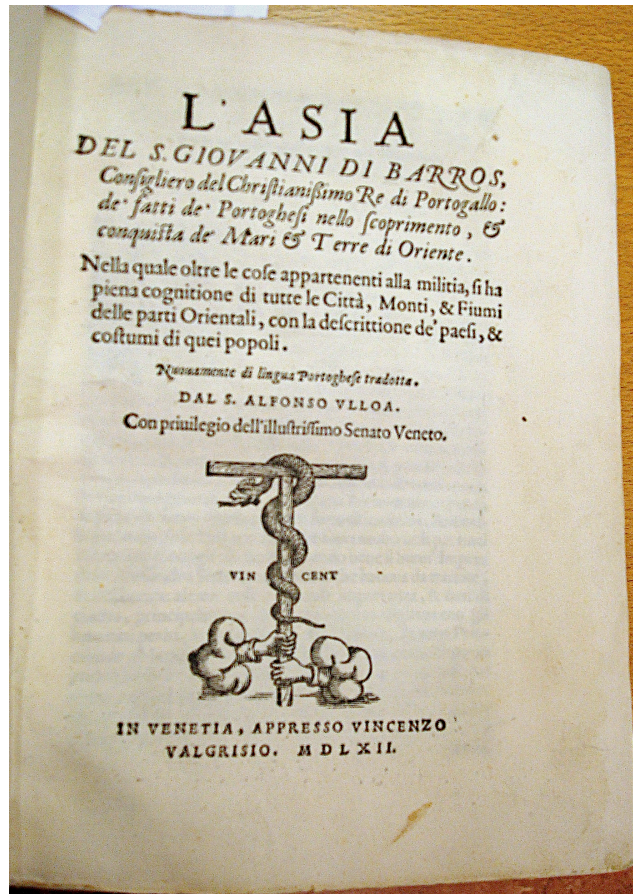 L'ASIA
DEL S. GIOVANNI DI BARROS,
Conſigliero del Chriſtianiſſimo Re di Portogallo:
de' fatti de' Portogheſi nello ſcoprimento, &
conquiſta de' Mari & Terre di Oriente.
Nella quale oltre le coſe appartenenti alla militia, ſi ha
piena cognitione di tutte le Città, Monti, & Fiumi
delle parti Orientali, con la deſcrittione de' paeſi, &
coſtumi di quei popoli.
Nuouamente di lingua Portogheſe tradotta.
DAL S. ALFONSO VLLOA.
Con priuilegio dell'illuſtriſſimo Senato Veneto.
VIN CENT
IN VENETIA, APPRESSO VINCENZO
VALGRISIO. MDLXII.